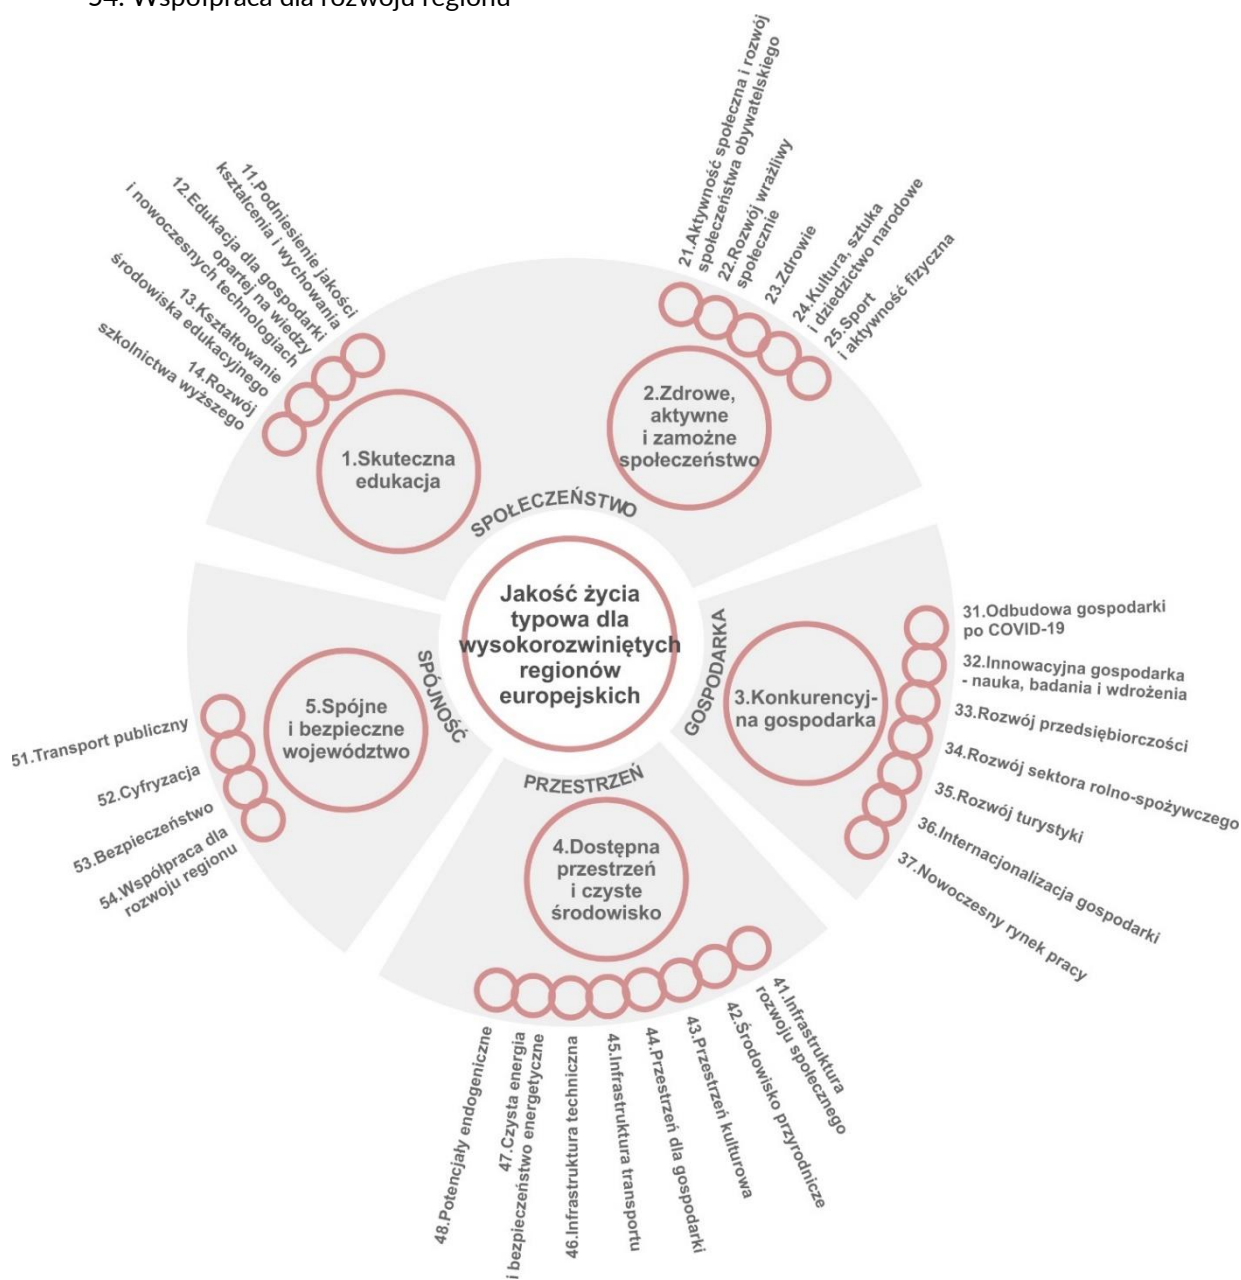 54. Współpraca dla rozwoju regionu
11.Podniesienie jakości
kształcenia i wychowania
12.Edukacja dla gospodarki
opartej na wiedzy
i nowoczesnych technologiach
13.Kształtowanie
środowiska edukacyjnego
14.Rozwój
szkolnictwa wyższego
21.Aktywność społeczna i rozwój
społeczeństwa obywatelskiego
22.Rozwój wrażliwy
społecznie
23.Zdrowie
24.Kultura, sztuka
i dziedzictwo narodowe
25.Sport
i aktywność fizyczna
1.Skuteczna
edukacja
2.Zdrowe,
aktywne
i zamożne
społeczeństwo
SPOŁECZEŃSTWO
Jakość życia
typowa dla
wysokorozwiniętych
regionów
europejskich
GOSPODARKA
3.Konkurencyj-
na gospodarka
31.Odbudowa gospodarki
po COVID-19
32.Innowacyjna gospodarka
- nauka, badania i wdrożenia
33.Rozwój przedsiębiorczości
34.Rozwój sektora rolno-spożywczego
35.Rozwój turystyki
36.Internacjonalizacja gospodarki
37.Nowoczesny rynek pracy
SPÓJNOŚĆ
5.Spójne
i bezpieczne
województwo
51.Transport publiczny
52.Cyfryzacja
53.Bezpieczeństwo
54.Współpraca dla
rozwoju regionu
PRZESTRZEŃ
4.Dostępna
przestrzeń
i czyste
środowisko
41.Infrastruktura
rozwoju społecznego
42.Środowisko przyrodnicze
43.Przestrzeń kulturowa
44.Przestrzeń dla gospodarki
45.Infrastruktura transportu
46.Infrastruktura techniczna
47.Czysta energia
i bezpieczeństwo energetyczne
48.Potencjały endogeniczne